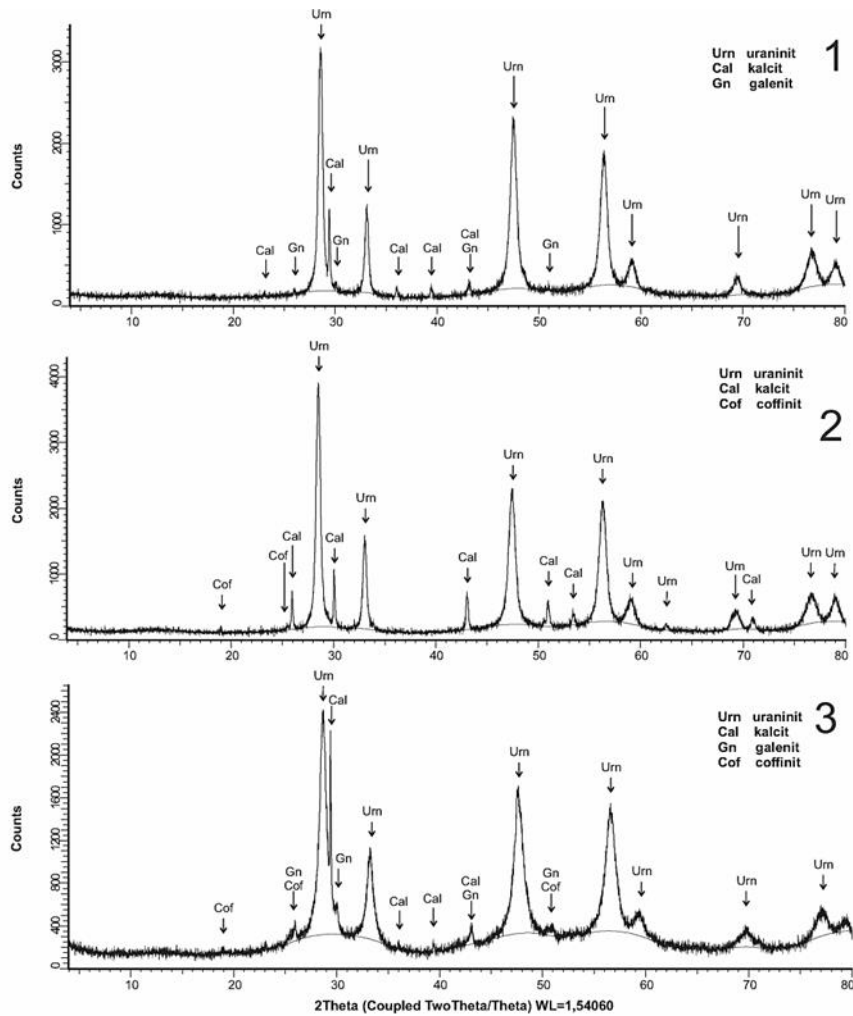 Urn
Urn uraninit
Cal kalcit
Gn galenit
1
3000
2000
1000
0
Counts
Urn
Urn
Cal
Urn
Urn
Urn
Urn
Urn
Cal
Gn
Gn
Cal
Cal
Cal
Gn
Gn
10 20 30 40 50 60 70 80
Urn
Urn uraninit
Cal kalcit
Cof coffinit
2
4000
3000
2000
1000
0
Counts
Urn
Urn
Urn
Cof
Cof
Cal
Cal
Cal
Cal
Cal
Urn
Urn
Urn
Cal
Urn
Urn
10 20 30 40 50 60 70 80
Urn
Cal
Urn uraninit
Cal kalcit
Gn galenit
Cof coffinit
3
2400
2000
1600
1200
800
400
0
Counts
Urn
Urn
Urn
Gn
Cof
Gn
Cof
Cal
Cal
Cal
Gn
Gn
Cof
Urn
Urn
Urn
10 20 30 40 50 60 70 80
2Theta (Coupled TwoTheta/Theta) WL=1,54060